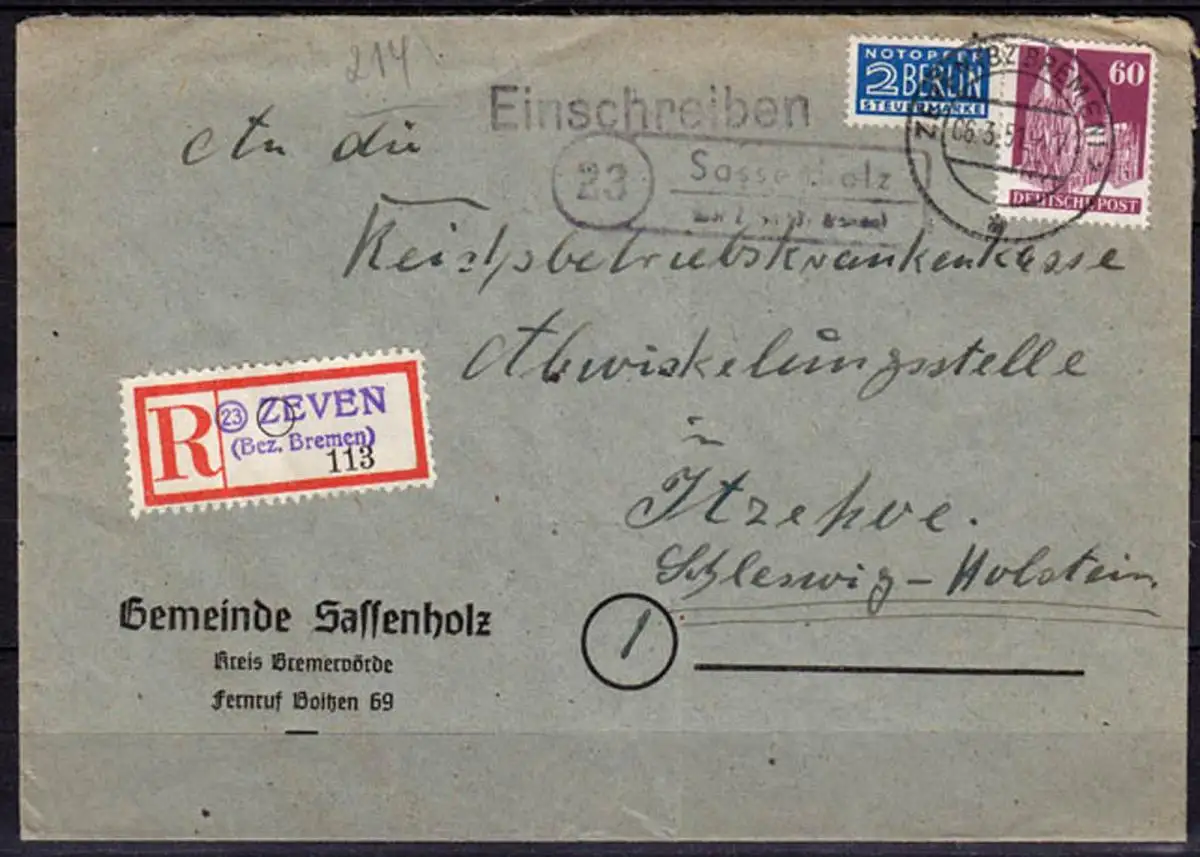 214
NOTOPFER
2 BERLIN
STEUERMARKE
60
DEUTSCHE POST
Einschreiben
23
Sassenholz
An die
Reichsbetriebskrankenkasse
Abwickelungsstelle
in
Itzehoe.
Schleswig-Holstein
1
R
23 ZEVEN
(Bez. Bremen)
113
Gemeinde Sassenholz
Kreis Bremervörde
Fernruf Boitzen 69